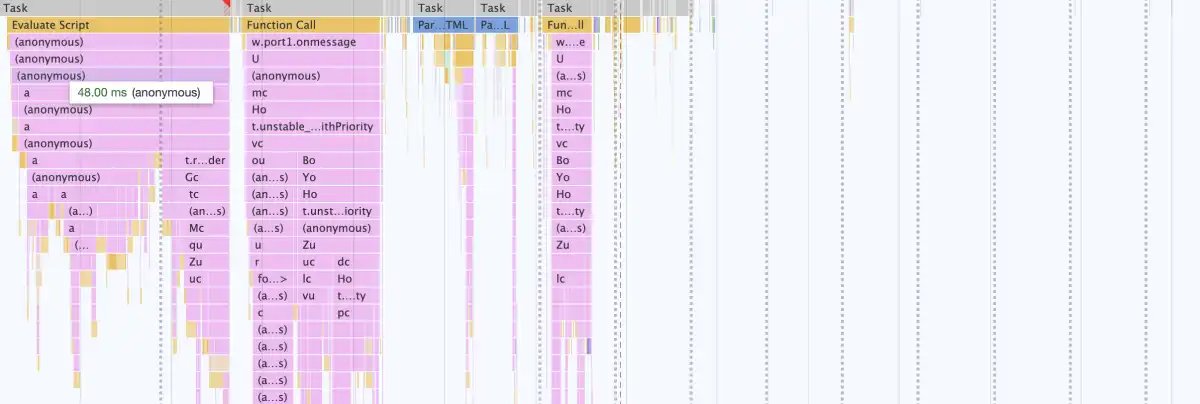 Task Task Task Task Task
Evaluate Script Function Call Par...TML Pa...L Fun...ll
(anonymous) w.port1.onmessage w....e
(anonymous) U U
(anonymous) (anonymous) (a...s)
a 48.00 ms (anonymous) mc mc
(anonymous) Ho Ho
a t.unstable_...ithPriority t....ty
(anonymous) vc vc
a t.r...der ou Bo Bo
(anonymous) Gc (an...s) Yo Yo
a a tc (an...s) Ho Ho
(a...) (an...s) (an...s) t.unst...iority t....ty
a Mc (a...s) (anonymous) (a...s)
(... qu u Zu Zu
Zu r uc dc
uc fo...> lc Ho lc
(a...s) vu t....ty
c pc
(a...s)
(a...s)
(a...s)
(a...s)
(a...s)